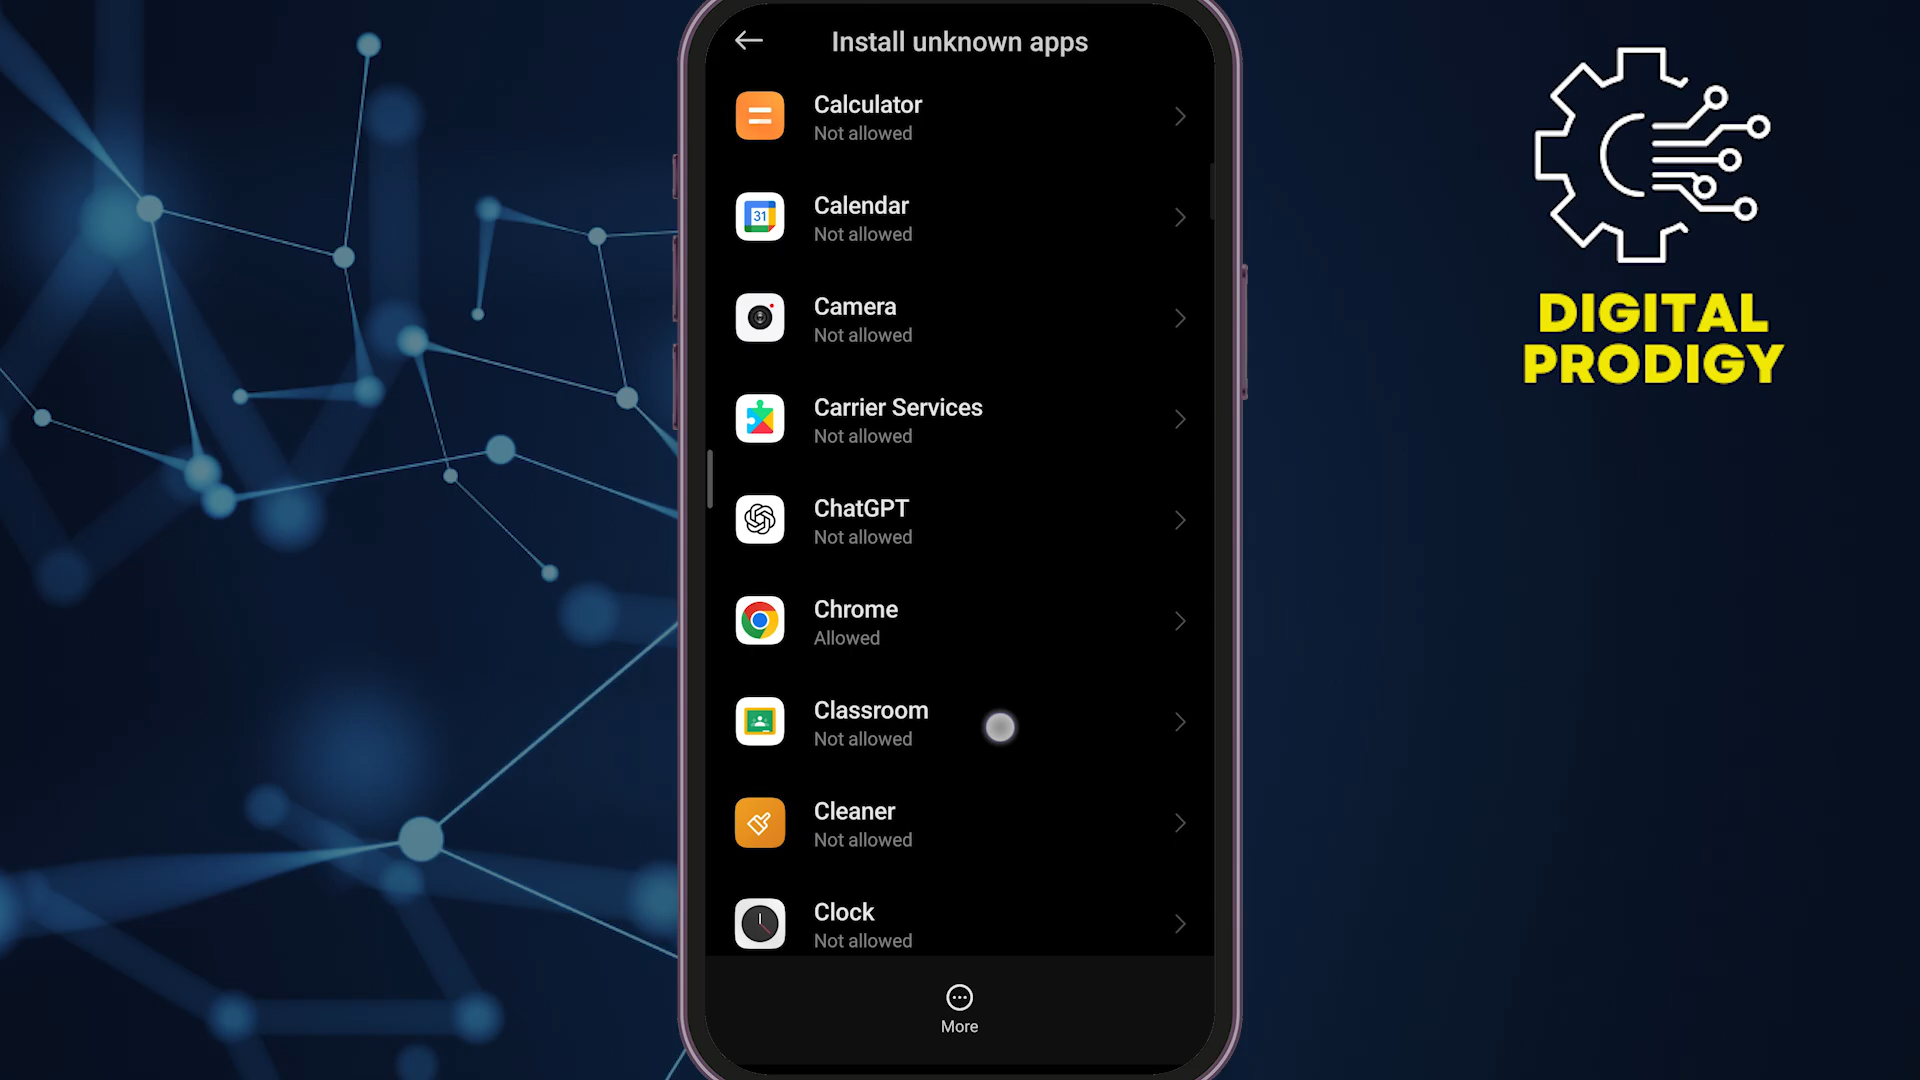 Install unknown apps
Calculator
Not allowed
Calendar
Not allowed
31
Camera
Not allowed
Carrier Services
Not allowed
ChatGPT
Not allowed
Chrome
Allowed
Classroom
Not allowed
Cleaner
Not allowed
Clock
Not allowed
More
DIGITAL
PRODIGY